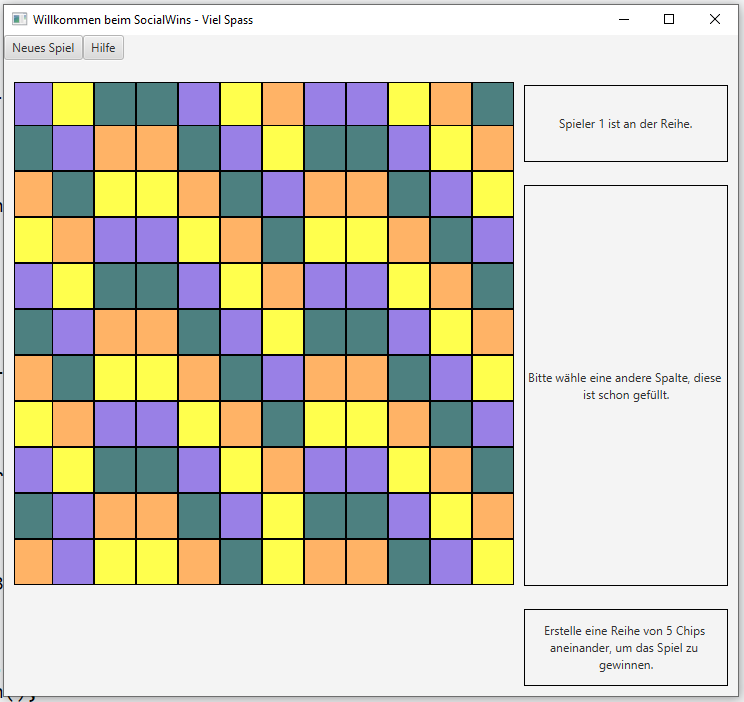 Willkommen beim SocialWins - Viel Spass
Neues Spiel
Hilfe
Spieler 1 ist an der Reihe.
Bitte wähle eine andere Spalte, diese
ist schon gefüllt.
Erstelle eine Reihe von 5 Chips
aneinander, um das Spiel zu
gewinnen.